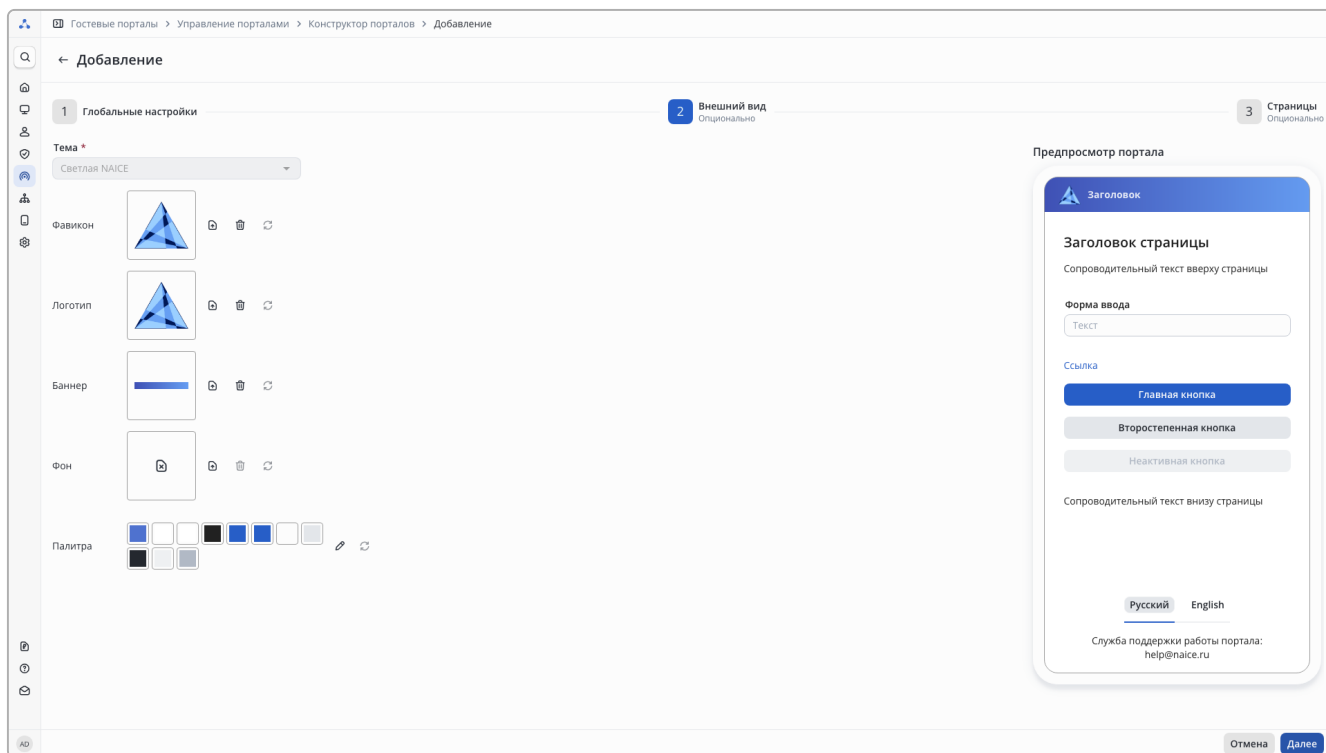 Гостевые порталы > Управление порталами > Конструктор порталов > Добавление
← Добавление
1 Глобальные настройки
2 Внешний вид
Опционально
3 Страницы
Опционально
Тема *
Светлая NAICE
Фавикон
Логотип
Баннер
Фон
Палитра
Предпросмотр портала
Заголовок
Заголовок страницы
Сопроводительный текст вверху страницы
Форма ввода
Текст
Ссылка
Главная кнопка
Второстепенная кнопка
Неактивная кнопка
Сопроводительный текст внизу страницы
Русский English
Служба поддержки работы портала:
help@naice.ru
AD
Отмена Далее